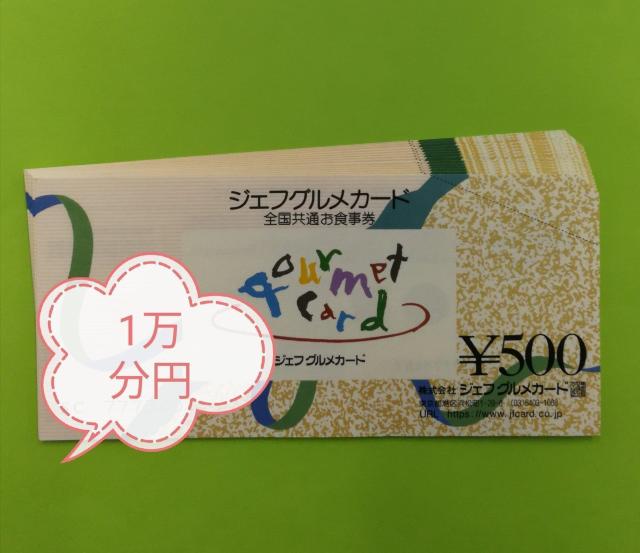 ジェフグルメカード
全国共通お食事券
gourmet
card
ジェフグルメカード
1万
分円
¥500
株式会社 ジェフグルメカード
URL https://www.jfcard.co.jp